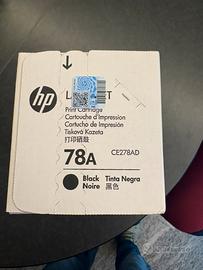 hp
Print Cartridge
Cartouche d'Impression
Cartucho de Impresión
Tisková Kazeta
打印硒鼓
78A
CE278AD
Black Tinta Negra
Noire 黑色